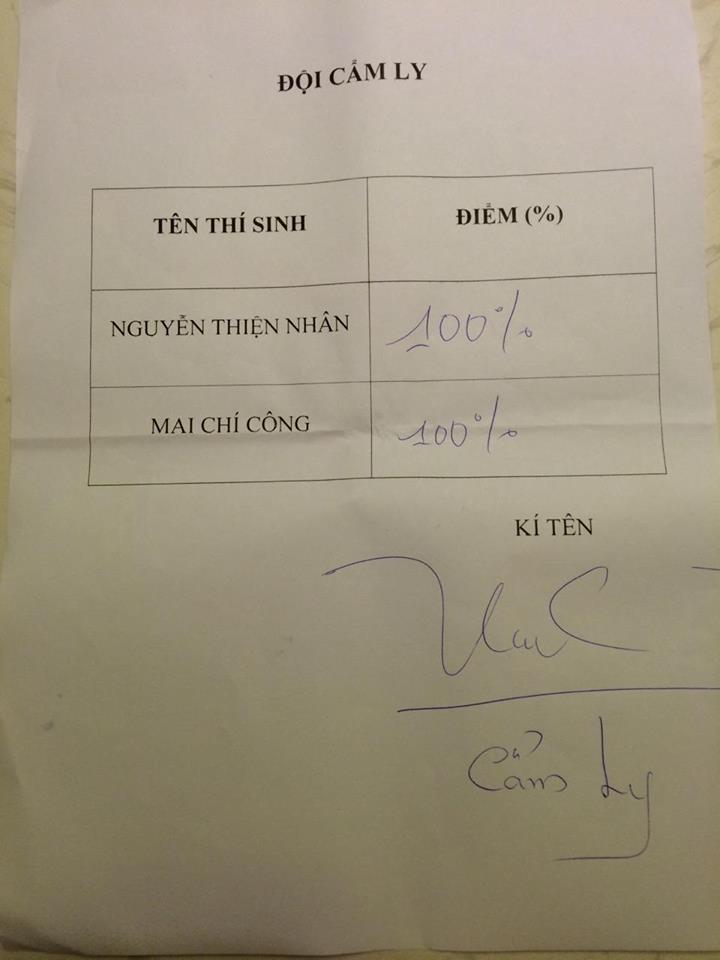 ĐỘI CẨM LY
TÊN THÍ SINH ĐIỂM (%)
NGUYỄN THIỆN NHÂN 100%
MAI CHÍ CÔNG 100%
KÍ TÊN
Cẩm Ly